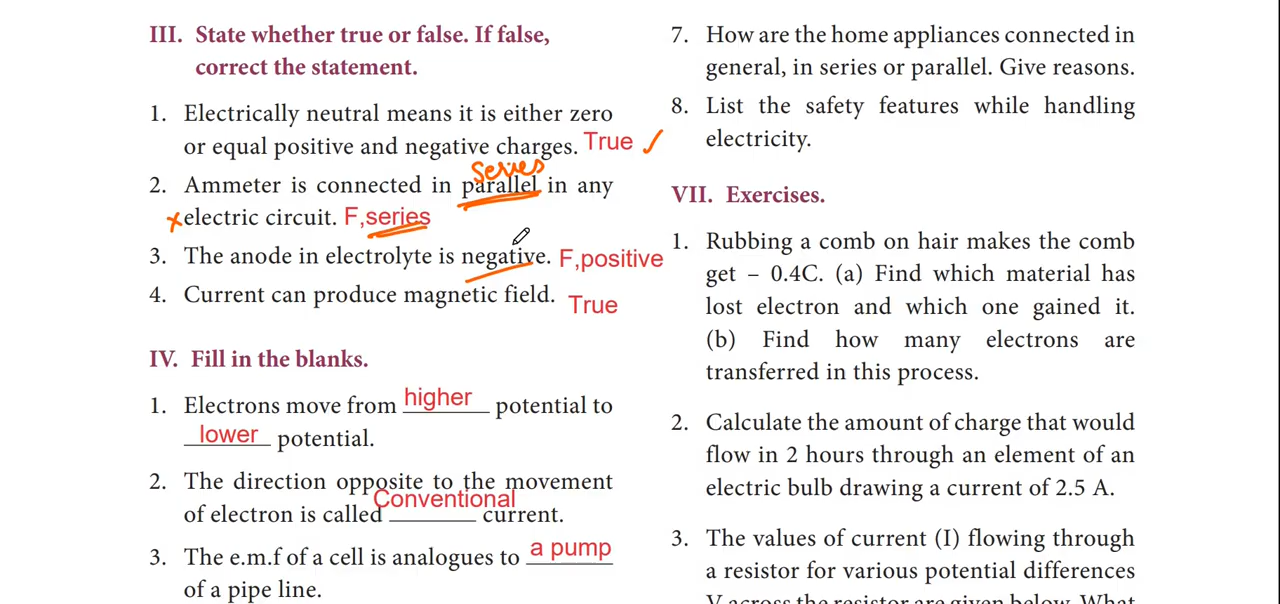 III. State whether true or false. If false,
correct the statement.
1. Electrically neutral means it is either zero
or equal positive and negative charges. True
series
2. Ammeter is connected in parallel in any
electric circuit. F,series
3. The anode in electrolyte is negative. F,positive
4. Current can produce magnetic field. True
IV. Fill in the blanks.
1. Electrons move from higher potential to
lower potential.
2. The direction opposite to the movement
of electron is called Conventional current.
3. The e.m.f of a cell is analogues to a pump
of a pipe line.
7. How are the home appliances connected in
general, in series or parallel. Give reasons.
8. List the safety features while handling
electricity.
VII. Exercises.
1. Rubbing a comb on hair makes the comb
get – 0.4C. (a) Find which material has
lost electron and which one gained it.
(b) Find how many electrons are
transferred in this process.
2. Calculate the amount of charge that would
flow in 2 hours through an element of an
electric bulb drawing a current of 2.5 A.
3. The values of current (I) flowing through
a resistor for various potential differences
V across the resistor are given below. What